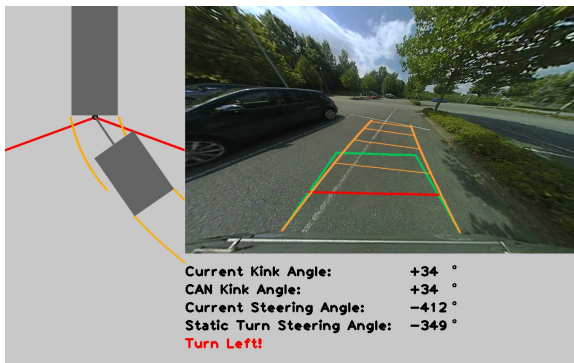 Current Kink Angle: +34 °
CAN Kink Angle: +34 °
Current Steering Angle: -412 °
Static Turn Steering Angle: -349 °
Turn Left!